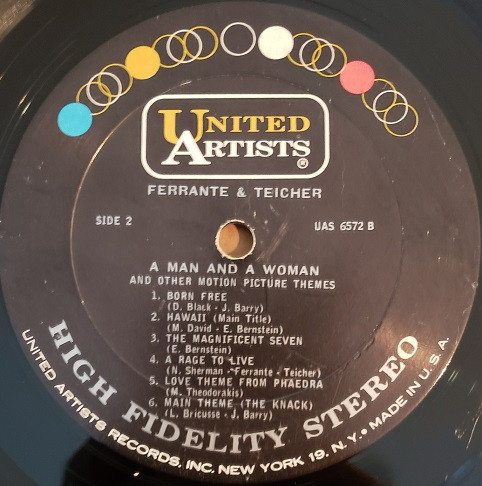 UNITED
ARTISTS®
FERRANTE & TEICHER
SIDE 2
UAS 6572 B
A MAN AND A WOMAN
AND OTHER MOTION PICTURE THEMES
1. BORN FREE
(D. Black - J. Barry)
2. HAWAII (Main Title)
(M. David - E. Bernstein)
3. THE MAGNIFICENT SEVEN
(E. Bernstein)
4. A RAGE TO LIVE
(N. Sherman - Ferrante - Teicher)
5. LOVE THEME FROM PHAEDRA
(M. Theodorakis)
6. MAIN THEME (THE KNACK)
(L. Bricusse - J. Barry)
HIGH FIDELITY STEREO
UNITED ARTISTS RECORDS, INC. NEW YORK 19, N.Y. • MADE IN U.S.A.